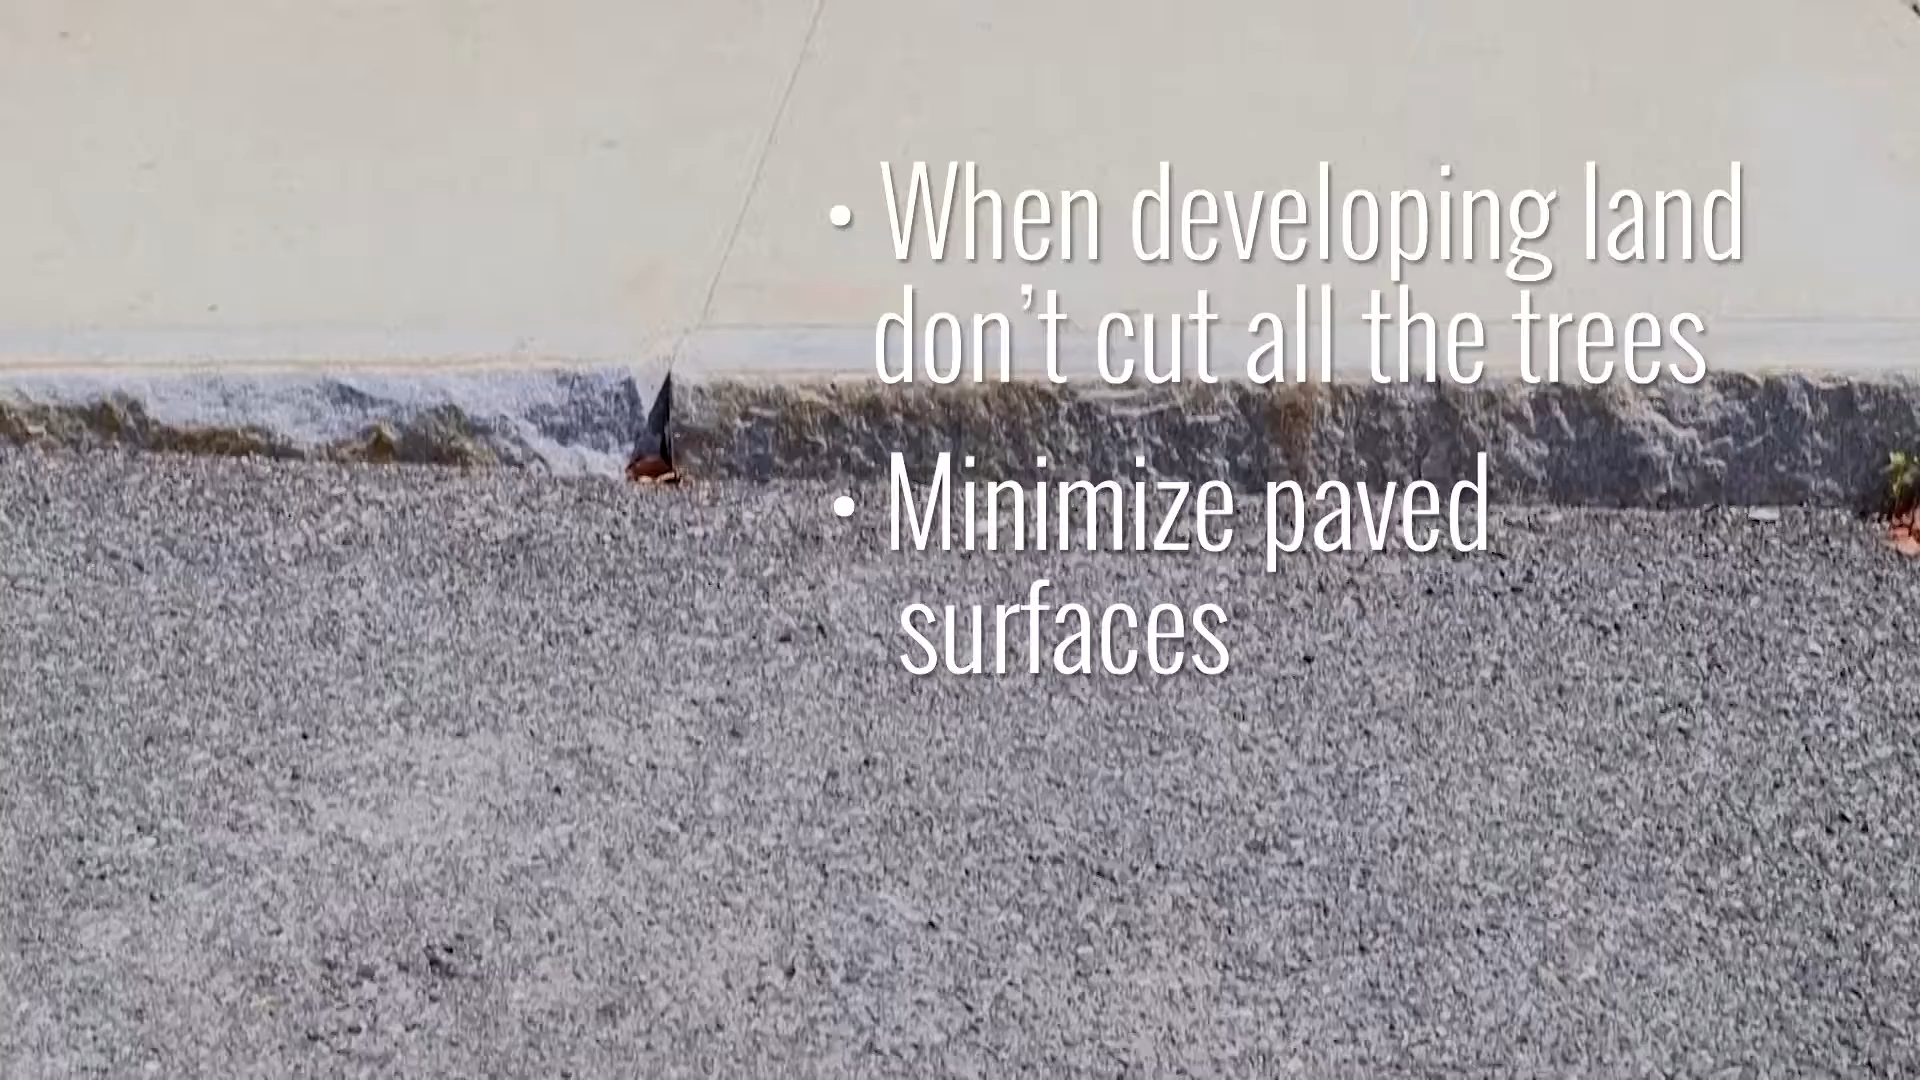 • When developing land
don’t cut all the trees
• Minimize paved
surfaces